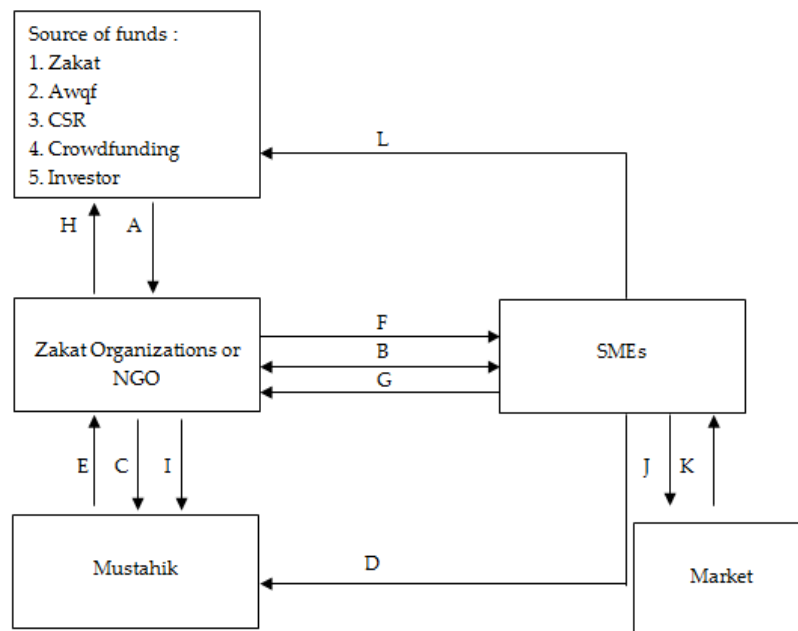 Source of funds :
1. Zakat
2. Awqf
3. CSR
4. Crowdfunding
5. Investor
L
H
A
Zakat Organizations or
NGO
F
B
G
SMEs
E
C
I
J
K
Mustahik
D
Market